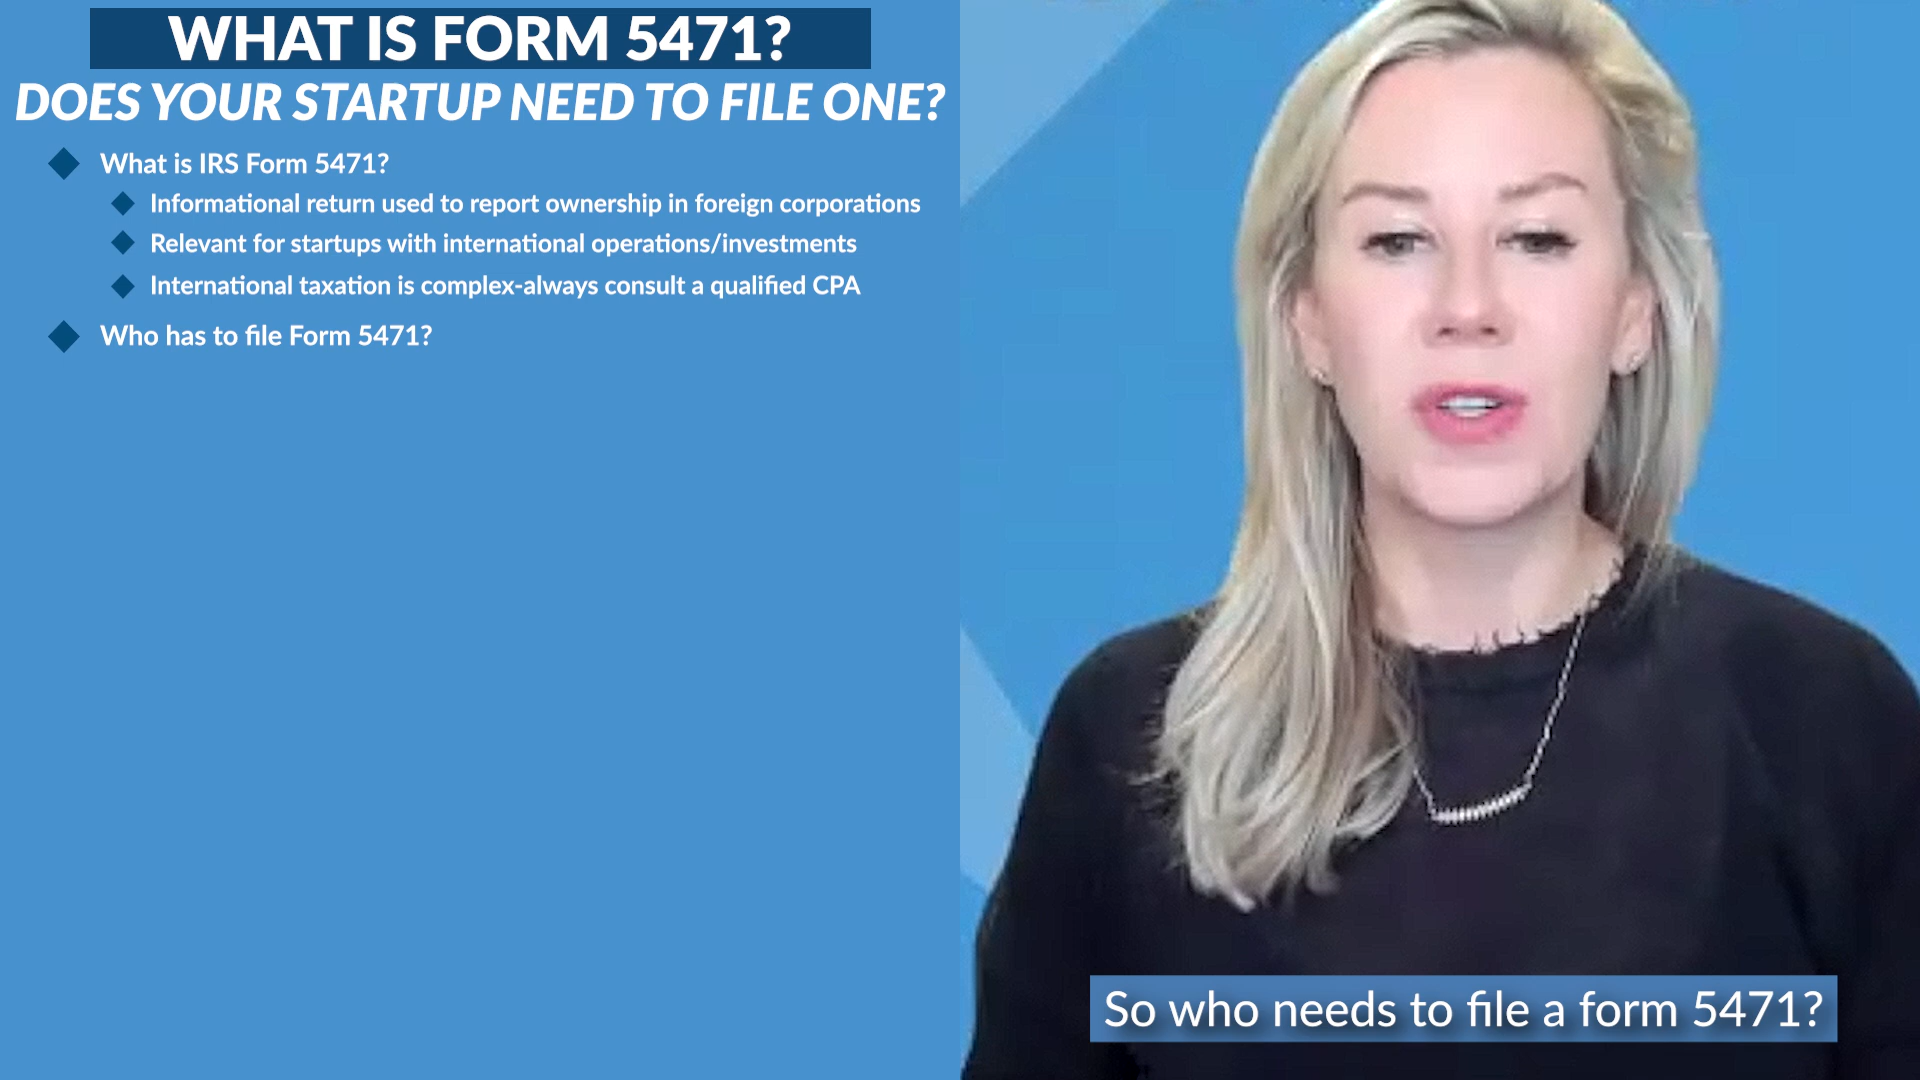 WHAT IS FORM 5471?
DOES YOUR STARTUP NEED TO FILE ONE?
What is IRS Form 5471?
Informational return used to report ownership in foreign corporations
Relevant for startups with international operations/investments
International taxation is complex-always consult a qualified CPA
Who has to file Form 5471?
So who needs to file a form 5471?